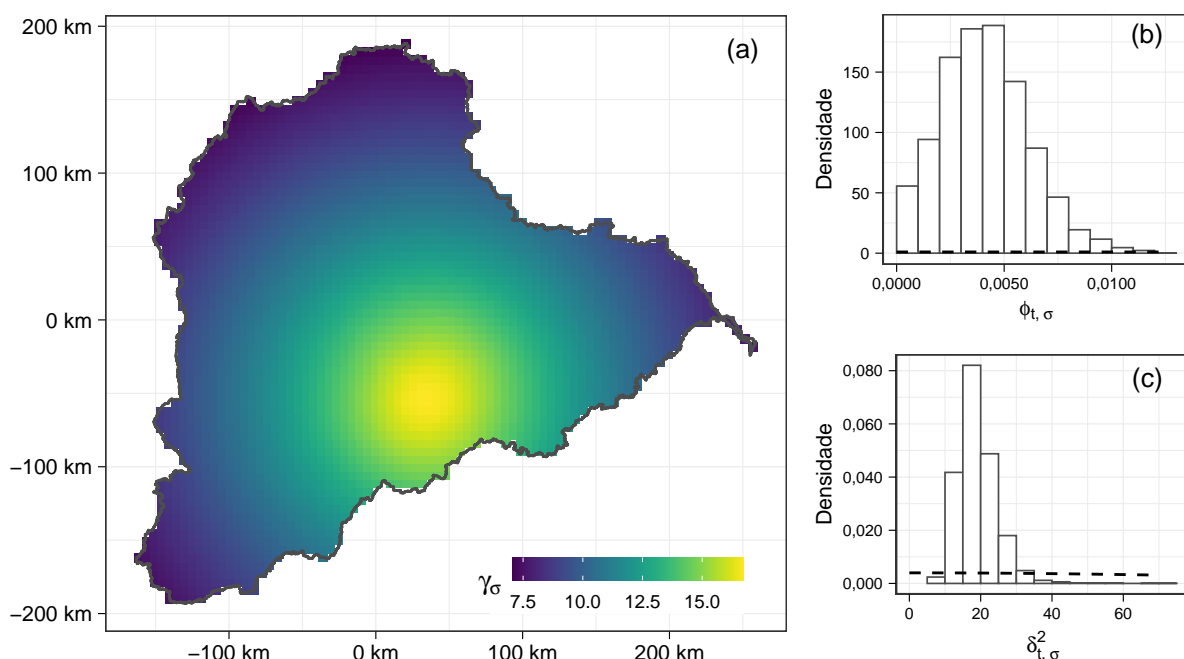 (a)
200 km
100 km
0 km
−100 km
−200 km
−100 km 0 km 100 km 200 km
γσ
7.5 10.0 12.5 15.0
(b)
Densidade
150
100
50
0
0,0000 0,0050 0,0100
ϕt, σ
(c)
Densidade
0,080
0,060
0,040
0,020
0,000
0 20 40 60
δ²t, σ